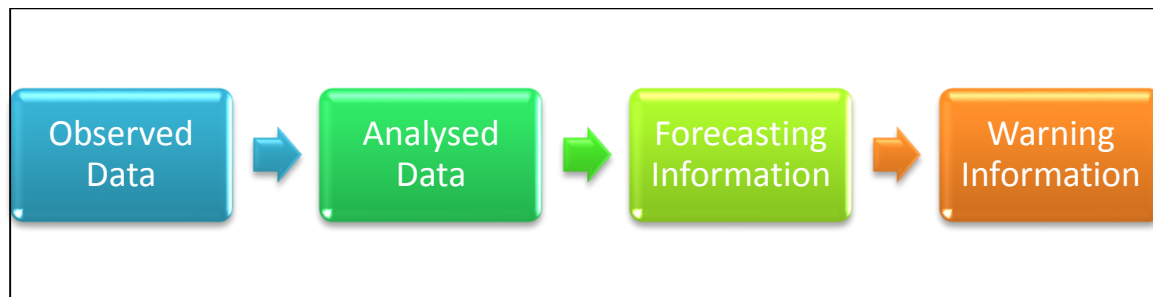 Observed
Data
Analysed
Data
Forecasting
Information
Warning
Information